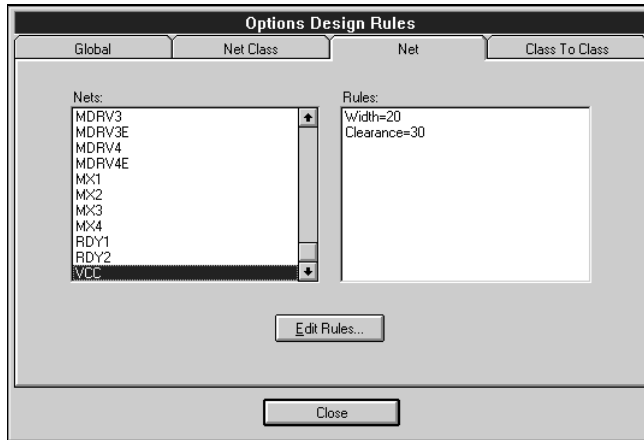 Options Design Rules
Global
Net Class
Net
Class To Class
Nets:
MDRV3
MDRV3E
MDRV4
MDRV4E
MX1
MX2
MX3
MX4
RDY1
RDY2
VCC
Rules:
Width=20
Clearance=30
Edit Rules...
Close